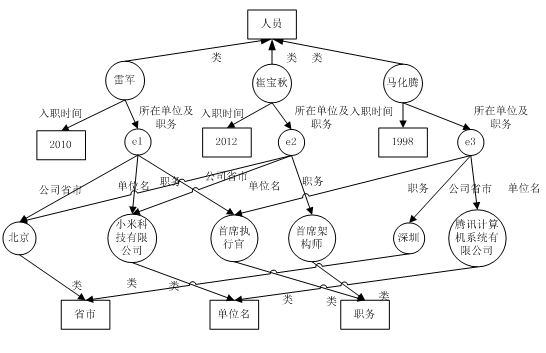 人员
类
类
类
雷军
崔宝秋
马化腾
入职时间
所在单位及
职务
入职时间
所在单位及
职务
入职时间
所在单位及
职务
2010
e1
2012
e2
1998
e3
公司省市
单位名
职务
公司省市
单位名
职务
职务
公司省市
单位名
北京
小米科
技有限
公司
首席执
行官
首席架
构师
深圳
腾讯计算
机系统有
限公司
类
类
类
类
类
类
省市
单位名
职务